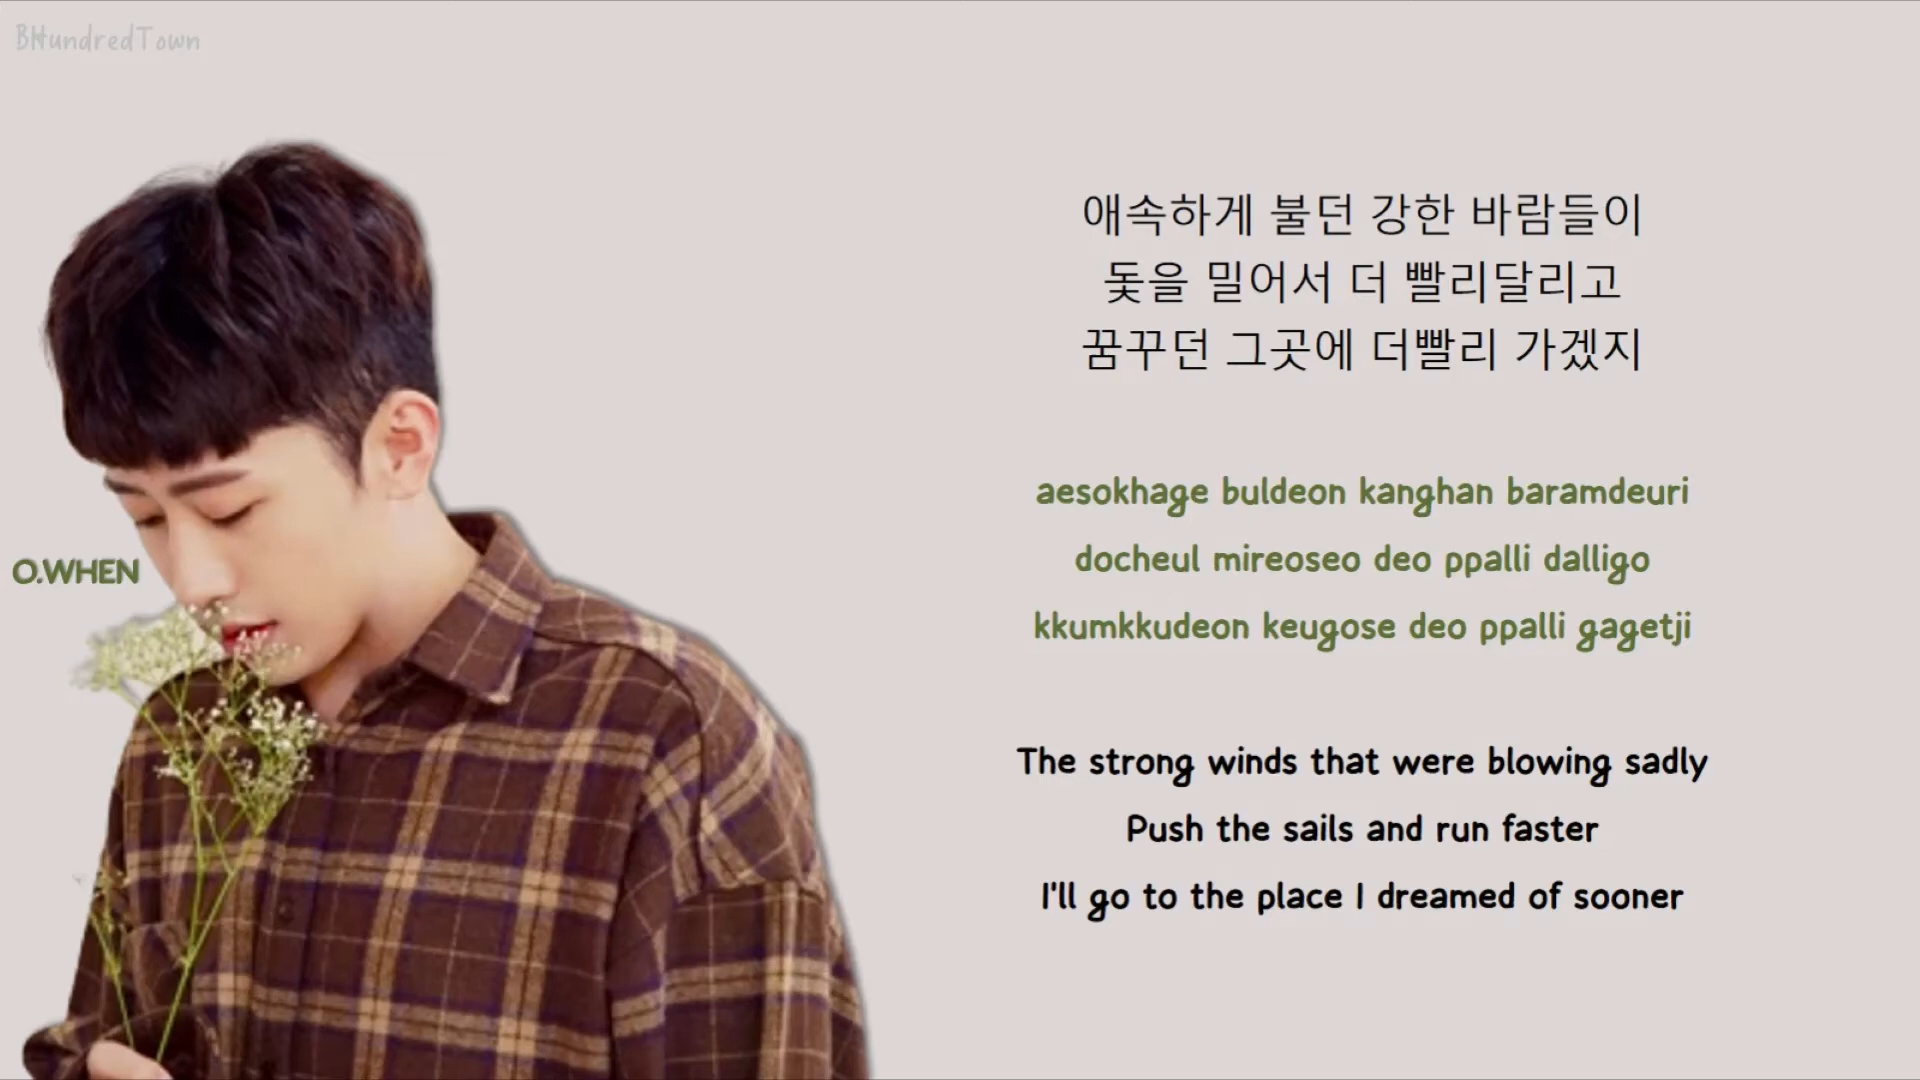 BHundredTown
애속하게 불던 강한 바람들이
돛을 밀어서 더 빨리달리고
꿈꾸던 그곳에 더빨리 가겠지
aesokhage buldeon kanghan baramdeuri
docheul mireoseo deo ppalli dalligo
kkumkkudeon keugose deo ppalli gagetji
O.WHEN
The strong winds that were blowing sadly
Push the sails and run faster
I'll go to the place I dreamed of sooner